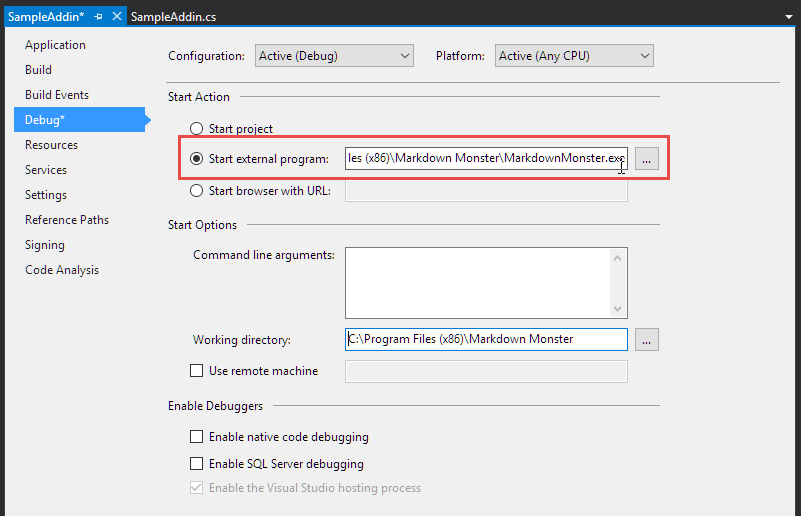 SampleAddin* SampleAddin.cs
Application
Build
Build Events
Debug*
Resources
Services
Settings
Reference Paths
Signing
Code Analysis
Configuration: Active (Debug) Platform: Active (Any CPU)
Start Action
Start project
Start external program: les (x86)\Markdown Monster\MarkdownMonster.exe ...
Start browser with URL:
Start Options
Command line arguments:
Working directory: C:\Program Files (x86)\Markdown Monster ...
Use remote machine
Enable Debuggers
Enable native code debugging
Enable SQL Server debugging
Enable the Visual Studio hosting process